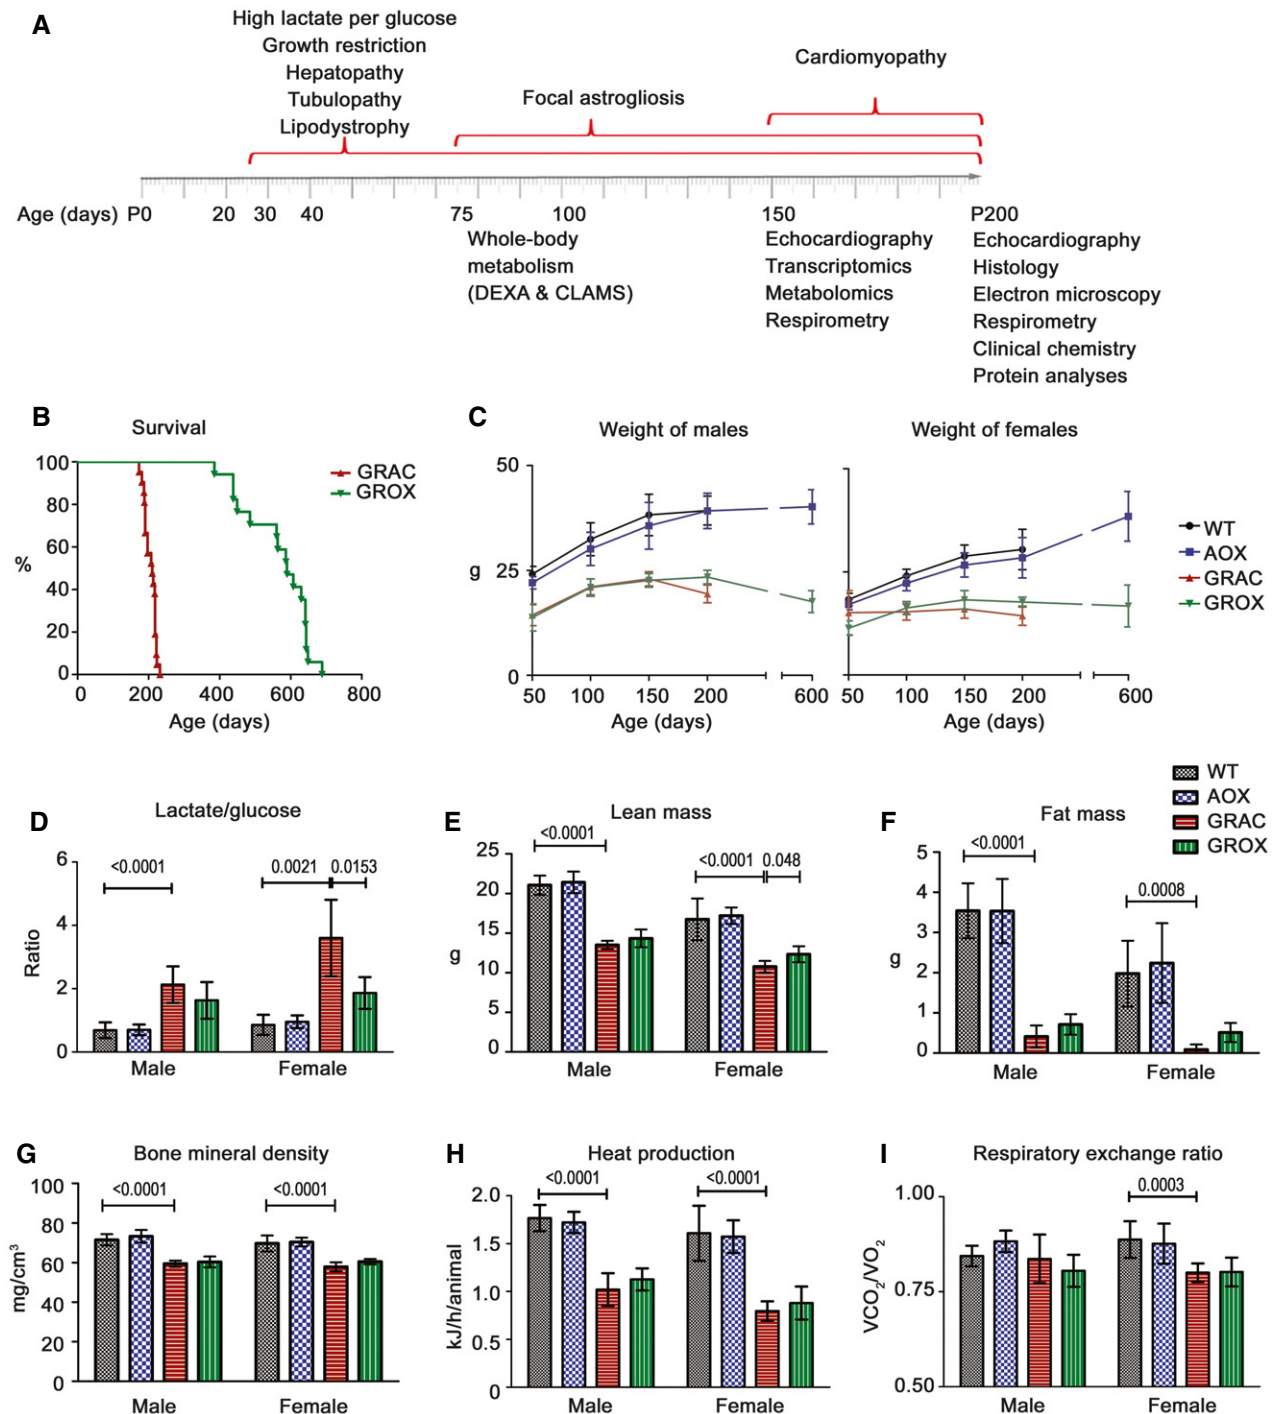 A
High lactate per glucose
Growth restriction
Hepatopathy
Tubulopathy
Lipodystrophy
Focal astrogliosis
Cardiomyopathy
Age (days) P0 20 30 40 75 100 150 P200
Whole-body
metabolism
(DEXA & CLAMS)
Echocardiography
Transcriptomics
Metabolomics
Respirometry
Echocardiography
Histology
Electron microscopy
Respirometry
Clinical chemistry
Protein analyses
B
Survival
100
80
60
%
40
20
0
0 200 400 600 800
Age (days)
GRAC
GROX
C
Weight of males
50
g 25
0
50 100 150 200 600
Age (days)
Weight of females
50 100 150 200 600
Age (days)
WT
AOX
GRAC
GROX
WT
AOX
GRAC
GROX
D
Lactate/glucose
<0.0001 0.0021 0.0153
6
4
2
0
Ratio
Male Female
E
Lean mass
<0.0001 <0.0001 0.048
25
20
15
10
5
0
g
Male Female
F
Fat mass
<0.0001 0.0008
5
4
3
2
1
0
g
Male Female
G
Bone mineral density
<0.0001 <0.0001
100
80
60
40
20
0
mg/cm³
Male Female
H
Heat production
<0.0001 <0.0001
2.0
1.5
1.0
0.5
0
kJ/h/animal
Male Female
I
Respiratory exchange ratio
0.0003
1.00
0.75
0.50
VCO₂/VO₂
Male Female